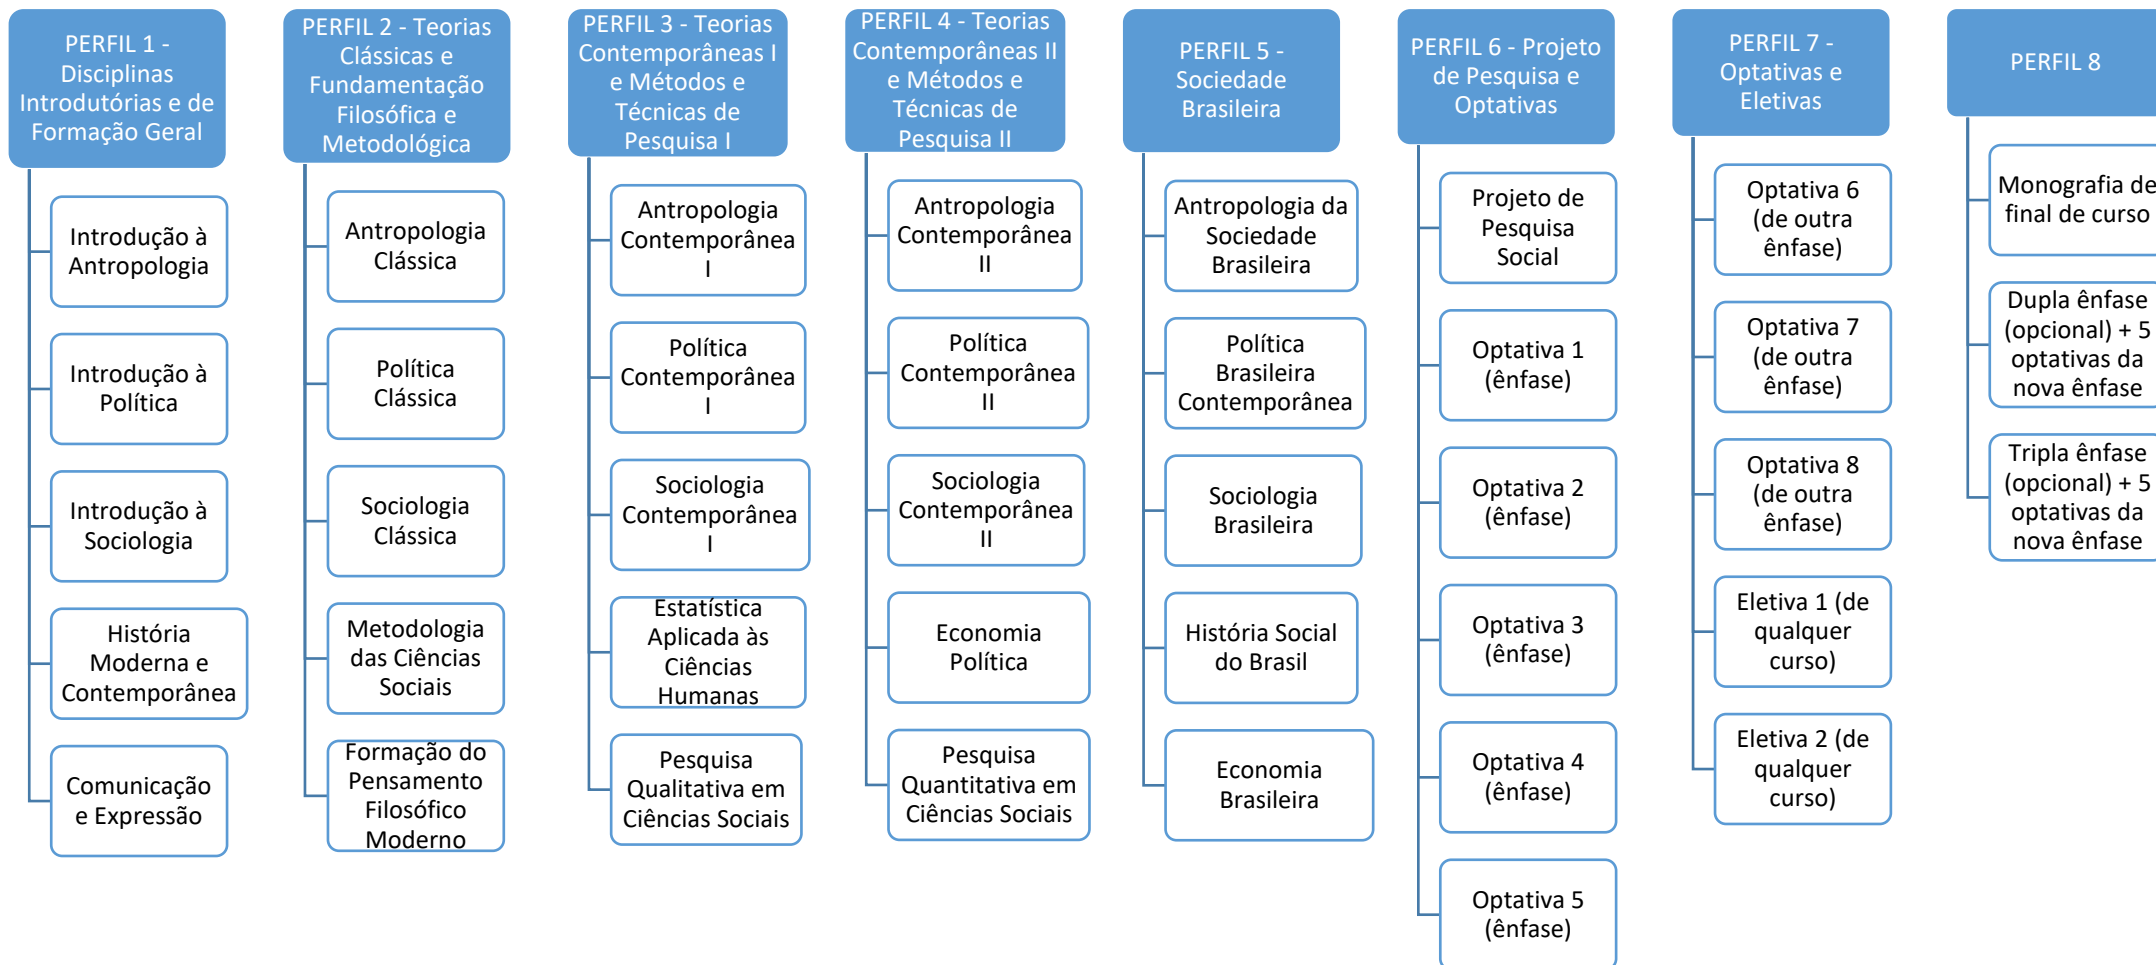 PERFIL 1 -
Disciplinas
Introdutórias e de
Formação Geral
Introdução à
Antropologia
Introdução à
Política
Introdução à
Sociologia
História
Moderna e
Contemporânea
Comunicação
e Expressão
PERFIL 2 - Teorias
Clássicas e
Fundamentação
Filosófica e
Metodológica
Antropologia
Clássica
Política
Clássica
Sociologia
Clássica
Metodologia
das Ciências
Sociais
Formação do
Pensamento
Filosófico
Moderno
PERFIL 3 - Teorias
Contemporâneas I
e Métodos e
Técnicas de
Pesquisa I
Antropologia
Contemporânea
I
Política
Contemporânea
I
Sociologia
Contemporânea
I
Estatística
Aplicada às
Ciências
Humanas
Pesquisa
Qualitativa em
Ciências Sociais
PERFIL 4 - Teorias
Contemporâneas II
e Métodos e
Técnicas de
Pesquisa II
Antropologia
Contemporânea
II
Política
Contemporânea
II
Sociologia
Contemporânea
II
Economia
Política
Pesquisa
Quantitativa em
Ciências Sociais
PERFIL 5 -
Sociedade
Brasileira
Antropologia da
Sociedade
Brasileira
Política
Brasileira
Contemporânea
Sociologia
Brasileira
História Social
do Brasil
Economia
Brasileira
PERFIL 6 - Projeto
de Pesquisa e
Optativas
Projeto de
Pesquisa
Social
Optativa 1
(ênfase)
Optativa 2
(ênfase)
Optativa 3
(ênfase)
Optativa 4
(ênfase)
Optativa 5
(ênfase)
PERFIL 7 -
Optativas e
Eletivas
Optativa 6
(de outra
ênfase)
Optativa 7
(de outra
ênfase)
Optativa 8
(de outra
ênfase)
Eletiva 1 (de
qualquer
curso)
Eletiva 2 (de
qualquer
curso)
PERFIL 8
Monografia de
final de curso
Dupla ênfase
(opcional) + 5
optativas da
nova ênfase
Tripla ênfase
(opcional) + 5
optativas da
nova ênfase